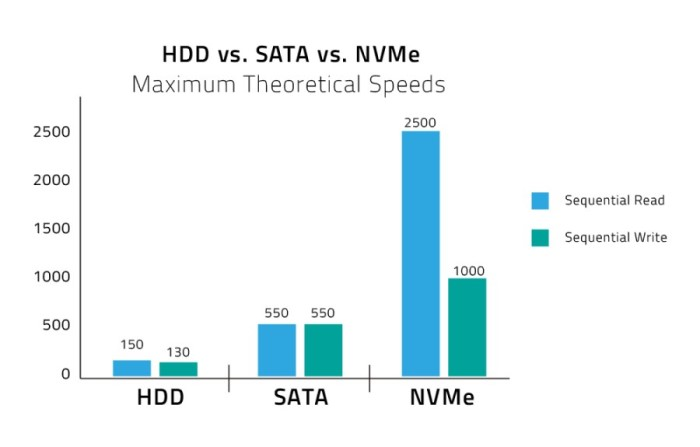 HDD vs. SATA vs. NVMe
Maximum Theoretical Speeds
2500
2000
1500
1000
500
0
150
130
550
550
2500
1000
HDD
SATA
NVMe
Sequential Read
Sequential Write